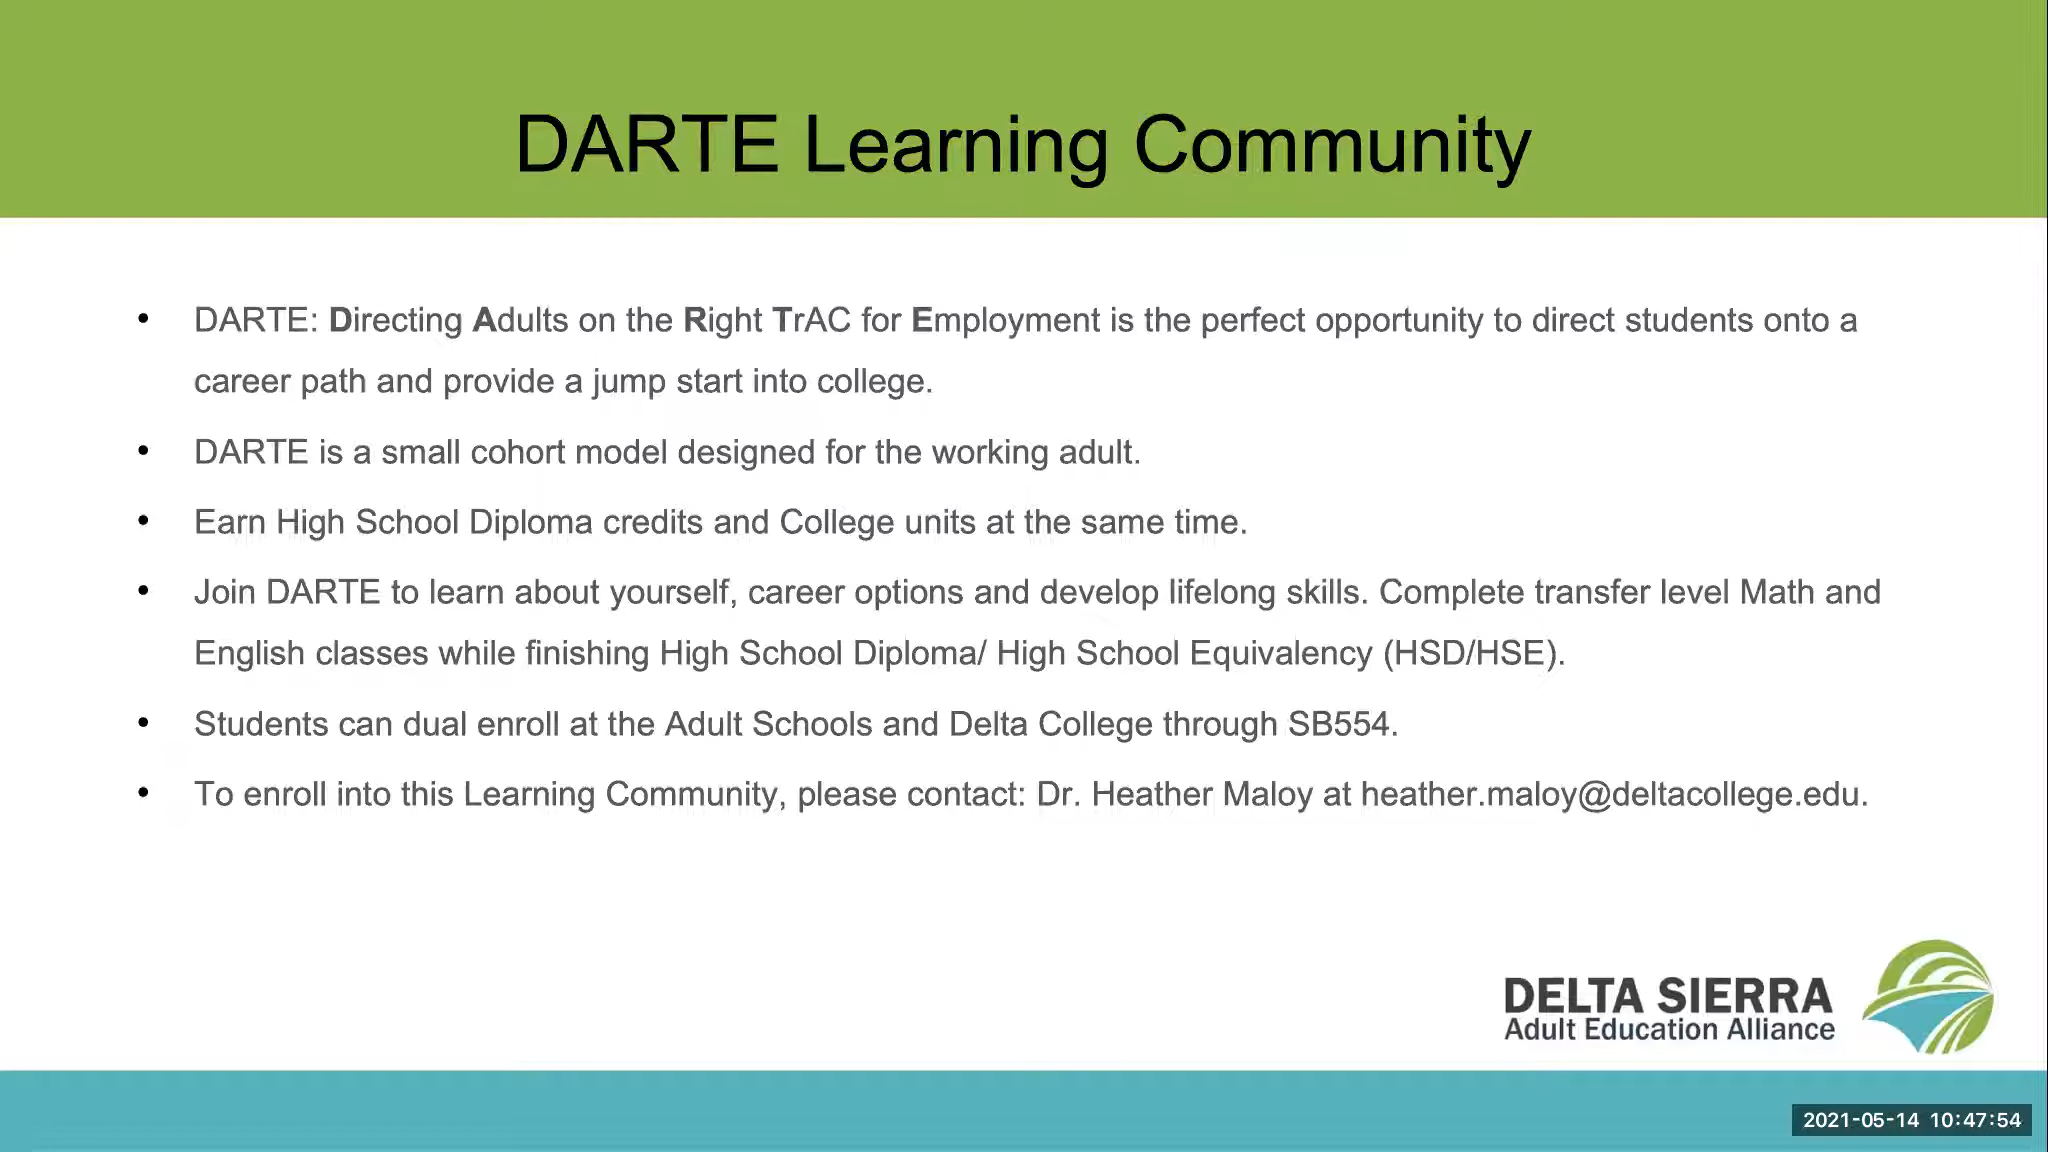 DARTE Learning Community
• DARTE: Directing Adults on the Right TrAC for Employment is the perfect opportunity to direct students onto a
career path and provide a jump start into college.
• DARTE is a small cohort model designed for the working adult.
• Earn High School Diploma credits and College units at the same time.
• Join DARTE to learn about yourself, career options and develop lifelong skills. Complete transfer level Math and
English classes while finishing High School Diploma/ High School Equivalency (HSD/HSE).
• Students can dual enroll at the Adult Schools and Delta College through SB554.
• To enroll into this Learning Community, please contact: Dr. Heather Maloy at heather.maloy@deltacollege.edu.
DELTA SIERRA
Adult Education Alliance
2021-05-14 10:47:54